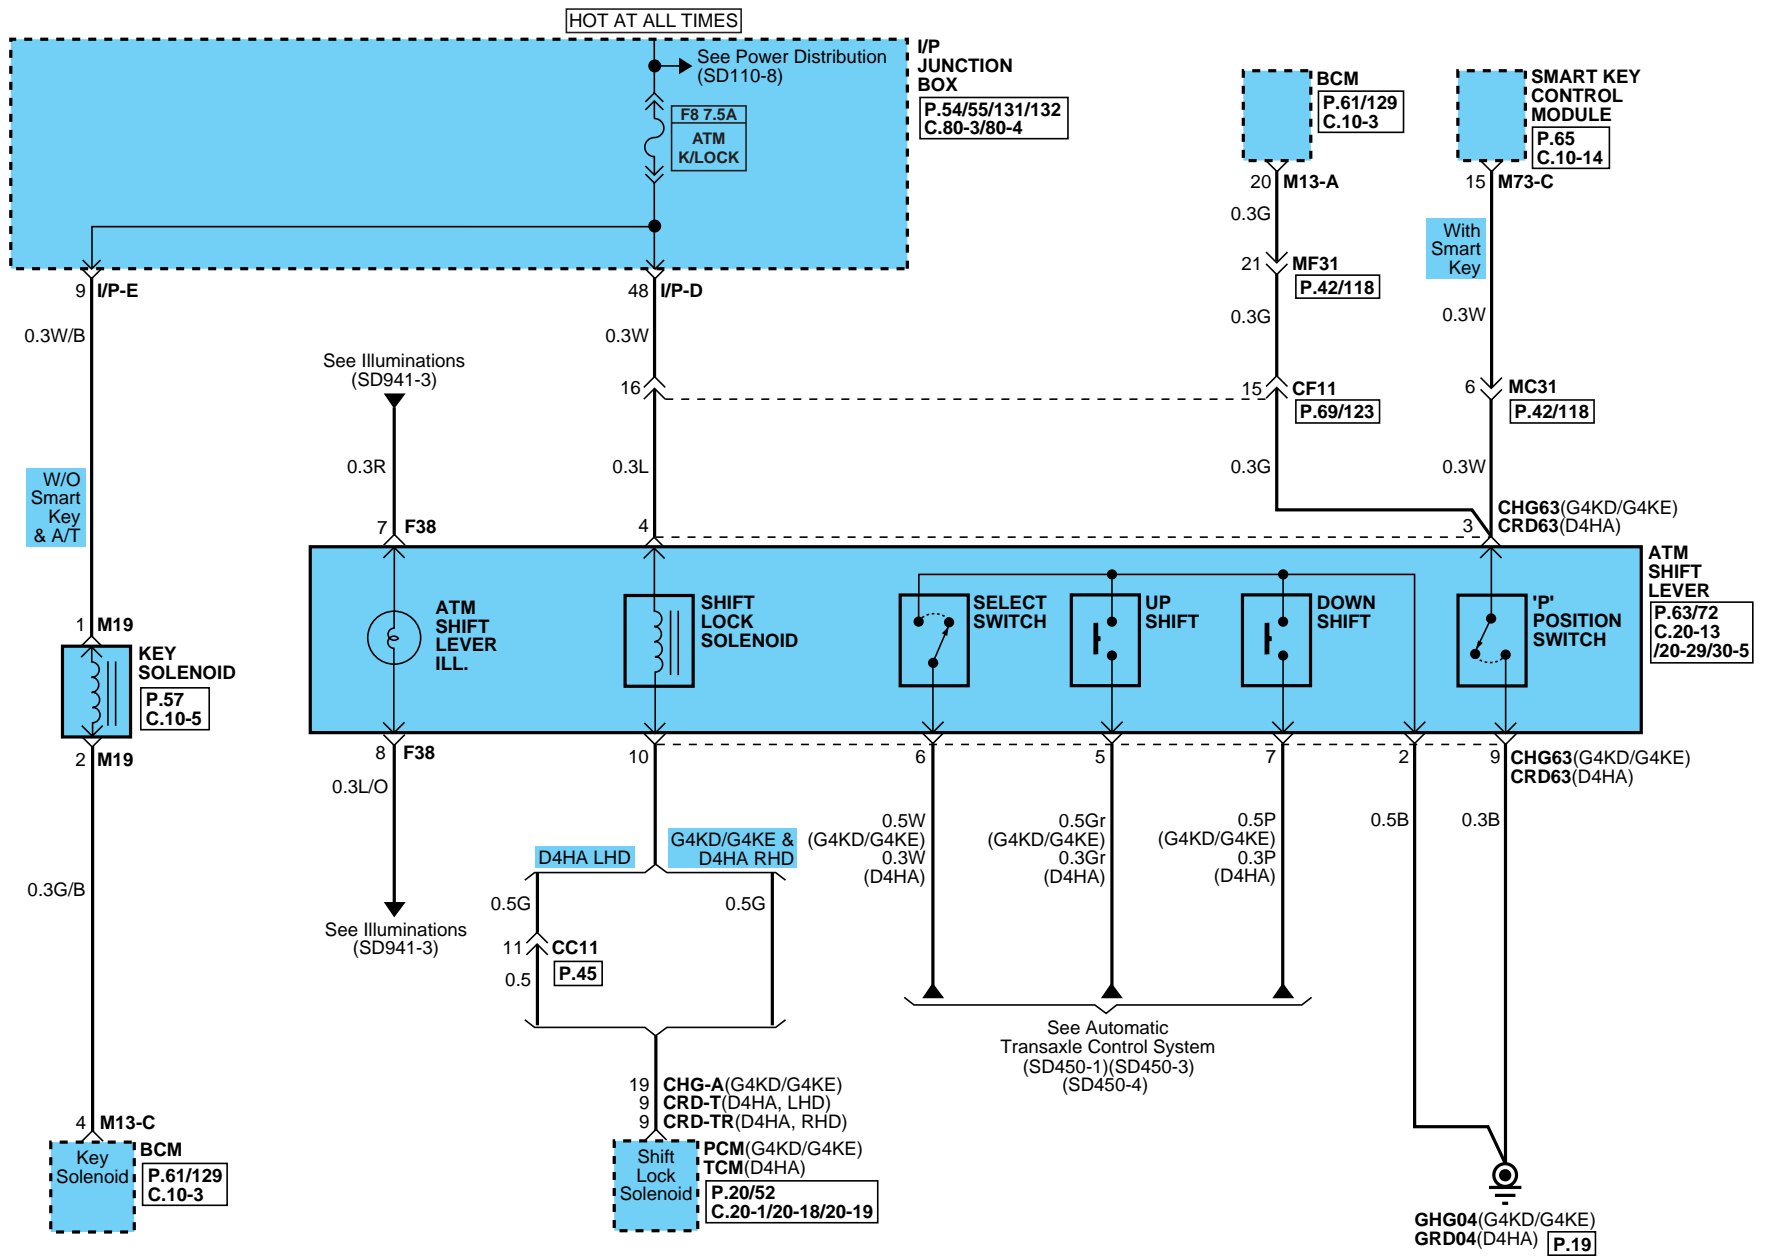 HOT AT ALL TIMES
See Power Distribution
(SD110-8)
F8 7.5A
ATM
K/LOCK
I/P
JUNCTION
BOX
P.54/55/131/132
C.80-3/80-4
BCM
P.61/129
C.10-3
SMART KEY
CONTROL
MODULE
P.65
C.10-14
20 M13-A
15 M73-C
0.3G
With
Smart
Key
21 MF31
P.42/118
9 I/P-E
48 I/P-D
0.3W/B
0.3W
0.3G
0.3W
See Illuminations
(SD941-3)
16
15 CF11
P.69/123
6 MC31
P.42/118
W/O
Smart
Key
& A/T
0.3R
0.3L
0.3G
0.3W
7 F38
4
3
CHG63(G4KD/G4KE)
CRD63(D4HA)
ATM
SHIFT
LEVER
P.63/72
C.20-13
/20-29/30-5
ATM
SHIFT
LEVER
ILL.
SHIFT
LOCK
SOLENOID
SELECT
SWITCH
UP
SHIFT
DOWN
SHIFT
'P'
POSITION
SWITCH
1 M19
KEY
SOLENOID
P.57
C.10-5
2 M19
8 F38
10
6
5
7
2
9
CHG63(G4KD/G4KE)
CRD63(D4HA)
0.3L/O
0.5W
(G4KD/G4KE)
0.3W
(D4HA)
0.5Gr
(G4KD/G4KE)
0.3Gr
(D4HA)
0.5P
(G4KD/G4KE)
0.3P
(D4HA)
0.5B
0.3B
D4HA LHD
G4KD/G4KE &
D4HA RHD
0.3G/B
0.5G
0.5G
See Illuminations
(SD941-3)
11 CC11
P.45
0.5
See Automatic
Transaxle Control System
(SD450-1)(SD450-3)
(SD450-4)
19 CHG-A(G4KD/G4KE)
9 CRD-T(D4HA, LHD)
9 CRD-TR(D4HA, RHD)
4 M13-C
Key
Solenoid
BCM
P.61/129
C.10-3
Shift
Lock
Solenoid
PCM(G4KD/G4KE)
TCM(D4HA)
P.20/52
C.20-1/20-18/20-19
GHG04(G4KD/G4KE)
GRD04(D4HA) P.19